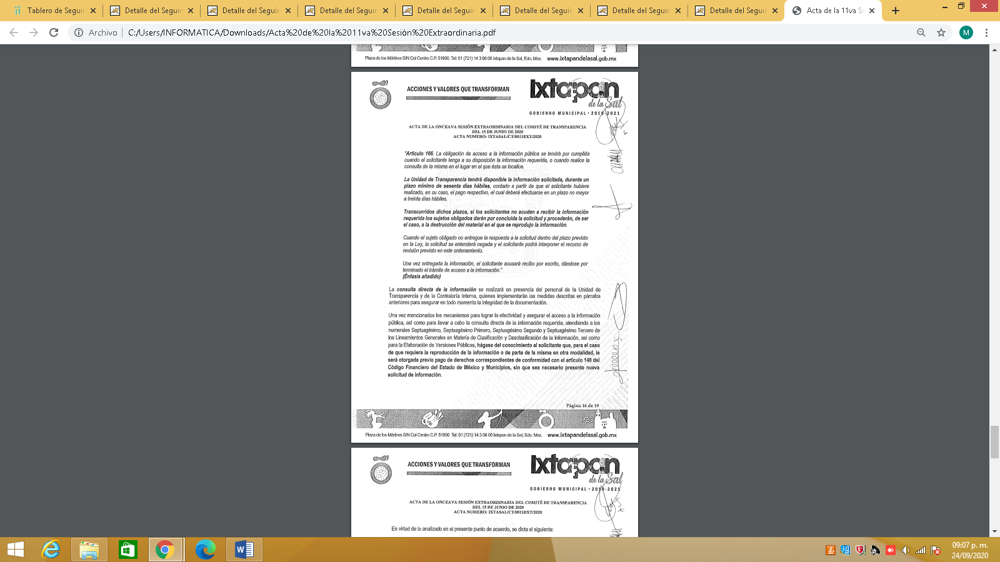 Tablero de Seguir
Detalle del Seguir
Detalle del Seguir
Detalle del Seguir
Detalle del Seguir
Detalle del Seguir
Detalle del Seguir
Detalle del Seguir
Acta de la 11va S
Archivo
C:/Users/INFORMATICA/Downloads/Acta%20de%20la%2011va%20Sesión%20Extraordinaria.pdf
M
Plaza de los Mártires S/N Col Centro C.P. 51900 Tel: 01 (721) 14 3 06 00 Ixtapan de la Sal, Edo. Mex. www.ixtapandelasal.gob.mx
ACCIONES Y VALORES QUE TRANSFORMAN
Ixtapan
de la Sal
GOBIERNO MUNICIPAL • 2019-2021
ACTA DE LA ONCEAVA SESIÓN EXTRAORDINARIA DEL COMITÉ DE TRANSPARENCIA
DEL 15 DE JUNIO DE 2020
ACTA NUMERO: IXTASAL/CT/0011EXT/2020
"Artículo 166. La obligación de acceso a la información pública se tendrá por cumplida
cuando el solicitante tenga a su disposición la información requerida, o cuando realice la
consulta de la misma en el lugar en el que ésta se localice.
La Unidad de Transparencia tendrá disponible la información solicitada, durante un
plazo mínimo de sesenta días hábiles, contado a partir de que el solicitante hubiere
realizado, en su caso, el pago respectivo, el cual deberá efectuarse en un plazo no mayor
a treinta días hábiles.
Transcurridos dichos plazos, si los solicitantes no acuden a recibir la información
requerida los sujetos obligados darán por concluida la solicitud y procederán, de ser
el caso, a la destrucción del material en el que se reprodujo la información.
Cuando el sujeto obligado no entregue la respuesta a la solicitud dentro del plazo previsto
en la Ley, la solicitud se entenderá negada y el solicitante podrá interponer el recurso de
revisión previsto en este ordenamiento.
Una vez entregada la información, el solicitante acusará recibo por escrito, dándose por
terminado el trámite de acceso a la información."
(Énfasis añadido)
La consulta directa de la información se realizará en presencia del personal de la Unidad de
Transparencia y de la Contraloría Interna, quienes implementarán las medidas descritas en párrafos
anteriores para asegurar en todo momento la integridad de la documentación.
Una vez mencionados los mecanismos para lograr la efectividad y asegurar el acceso a la información
pública, así como para llevar a cabo la consulta directa de la información requerida, atendiendo a los
numerales Septuagésimo, Septuagésimo Primero, Septuagésimo Segundo y Septuagésimo Tercero de
los Lineamientos Generales en Materia de Clasificación y Desclasificación de la Información, así como
para la Elaboración de Versiones Públicas, hágase del conocimiento al solicitante que, para el caso
de que requiera la reproducción de la información o de parte de la misma en otra modalidad, le
será otorgada previo pago de derechos correspondientes de conformidad con el artículo 148 del
Código Financiero del Estado de México y Municipios, sin que sea necesario presente nueva
solicitud de información.
Página 16 de 19
Plaza de los Mártires S/N Col Centro C.P. 51900 Tel: 01 (721) 14 3 06 00 Ixtapan de la Sal, Edo. Mex. www.ixtapandelasal.gob.mx
ACCIONES Y VALORES QUE TRANSFORMAN
Ixtapan
de la Sal
GOBIERNO MUNICIPAL • 2019-2021
ACTA DE LA ONCEAVA SESIÓN EXTRAORDINARIA DEL COMITÉ DE TRANSPARENCIA
DEL 15 DE JUNIO DE 2020
ACTA NUMERO: IXTASAL/CT/0011EXT/2020
En virtud de lo analizado en el presente punto de acuerdo, se dicta el siguiente:
09:07 p. m.
24/09/2020